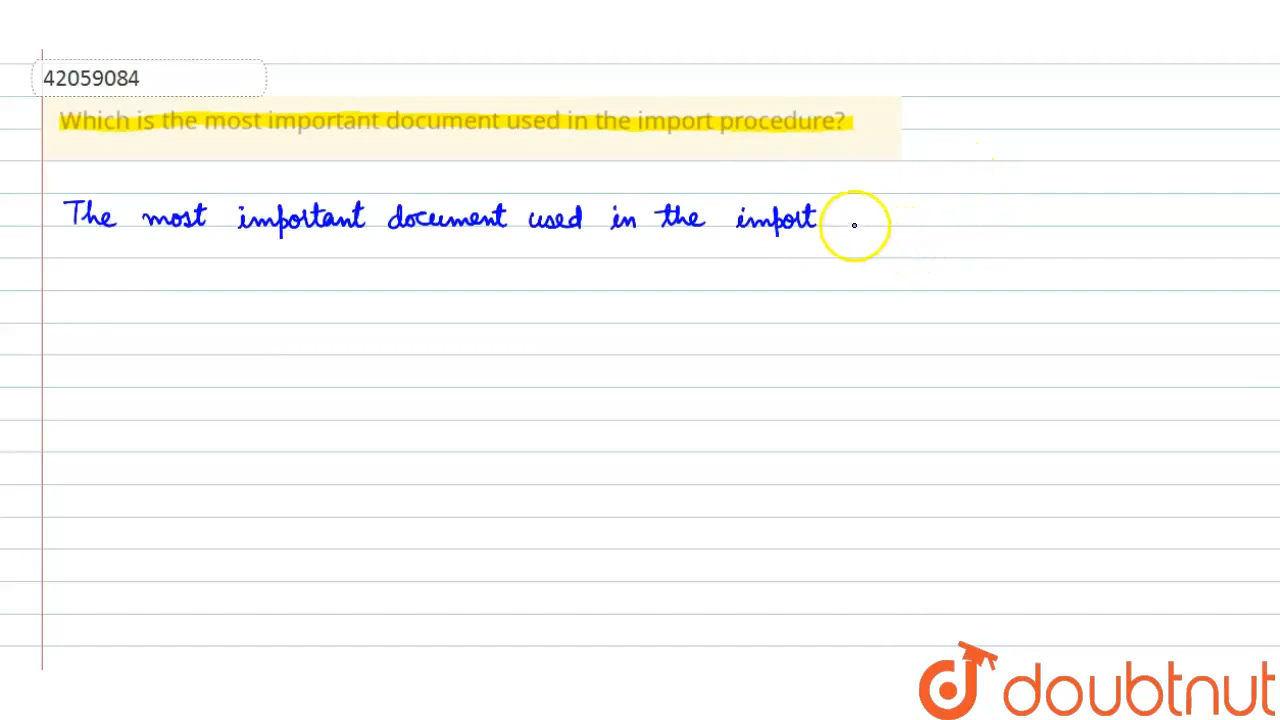 42059084
Which is the most important document used in the import procedure?
The most important document used in the import
doubtnut